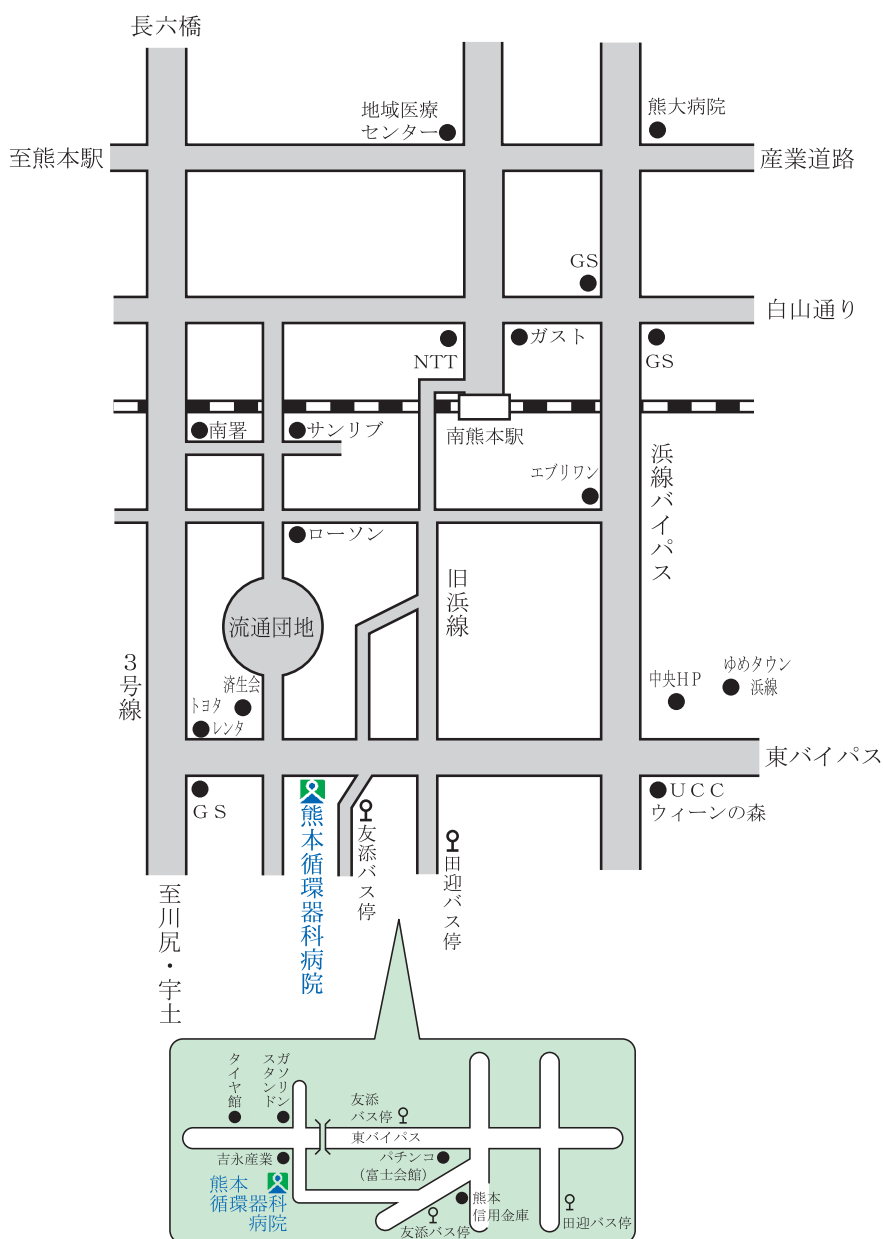 長六橋
地域医療
センター
熊大病院
至熊本駅
産業道路
GS
白山通り
NTT
ガスト
GS
南署
サンリブ
南熊本駅
浜線バイパス
エブリワン
ローソン
旧浜線
流通団地
3号線
済生会
トヨタ
レンタ
中央HP
ゆめタウン
浜線
東バイパス
GS
熊本循環器科病院
友添バス停
田迎バス停
UCC
ウィーンの森
至川尻・宇土
タイヤ館
ガソリン
スタンド
友添
バス停
東バイパス
吉永産業
パチンコ
(富士会館)
熊本
循環器科
病院
熊本
信用金庫
友添バス停
田迎バス停